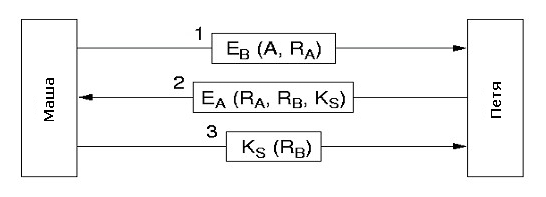 Маша
1
E_B (A, R_A)
2
E_A (R_A, R_B, K_S)
3
K_S (R_B)
Петя